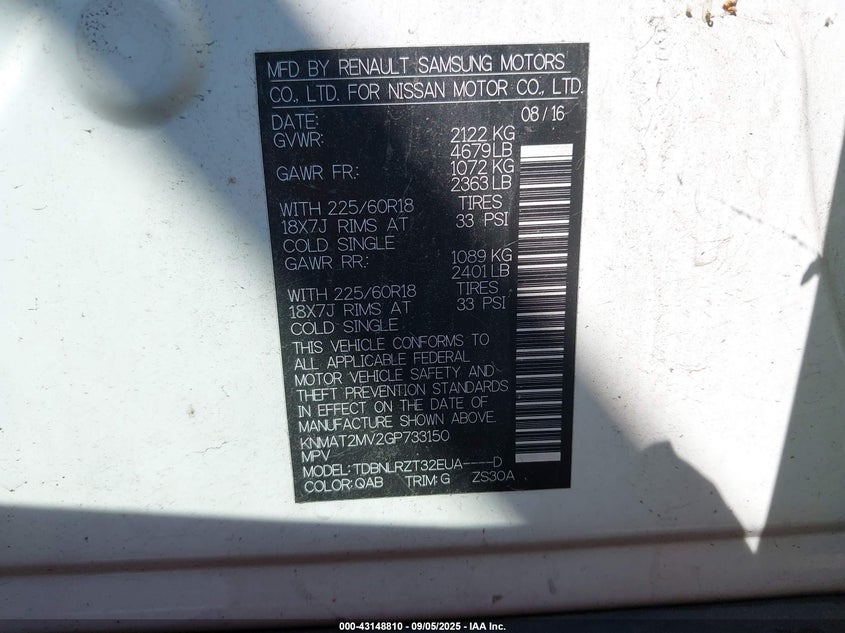 MFD BY RENAULT SAMSUNG MOTORS
CO., LTD. FOR NISSAN MOTOR CO., LTD.
DATE: 08 / 16
GVWR: 2122 KG
4679 LB
GAWR FR.: 1072 KG
2363 LB
WITH 225/60R18 TIRES
18X7J RIMS AT 33 PSI
COLD SINGLE
GAWR RR.: 1089 KG
2401 LB
WITH 225/60R18 TIRES
18X7J RIMS AT 33 PSI
COLD SINGLE
THIS VEHICLE CONFORMS TO
ALL APPLICABLE FEDERAL
MOTOR VEHICLE SAFETY AND
THEFT PREVENTION STANDARDS
IN EFFECT ON THE DATE OF
MANUFACTURE SHOWN ABOVE.
KNMAT2MV2GP733150
MPV
MODEL: TDBNLRZT32EUA----D
COLOR: QAB TRIM: G ZS30A
000-43148810 - 09/05/2025 - IAA Inc.